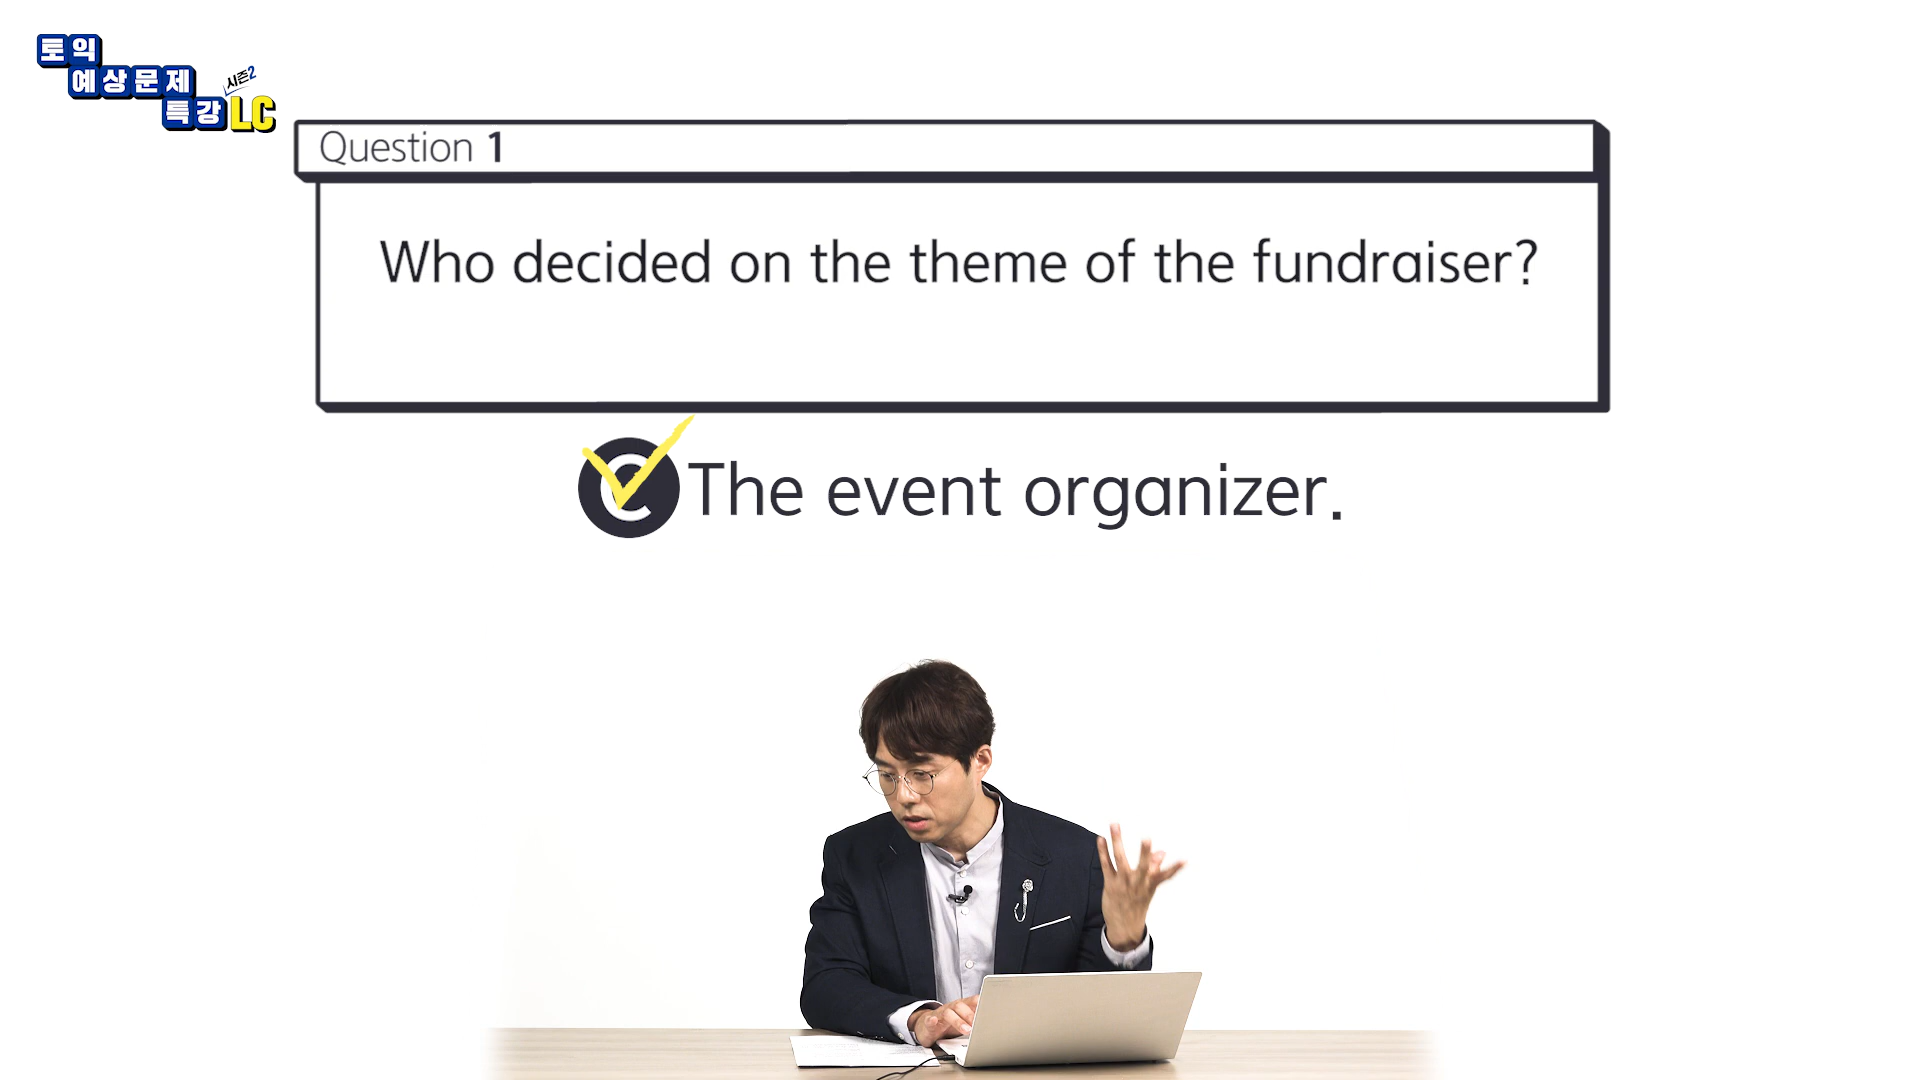 토익
예상문제
특강 LC
시즌2
Question 1
Who decided on the theme of the fundraiser?
C The event organizer.